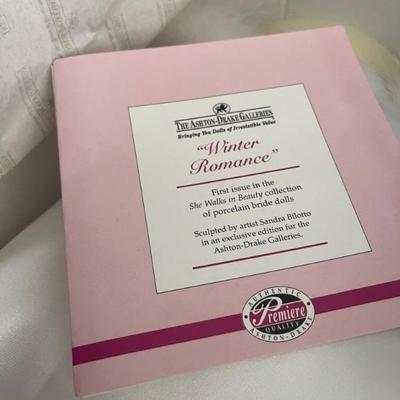 THE ASHTON-DRAKE GALLERIES
Bringing You Dolls of Irresistible Value
"Winter
Romance"
First issue in the
She Walks in Beauty collection
of porcelain bride dolls
Sculpted by artist Sandra Bilotto
in an exclusive edition for the
Ashton-Drake Galleries.
AUTHENTIC
Premiere
QUALITY
ASHTON-DRAKE